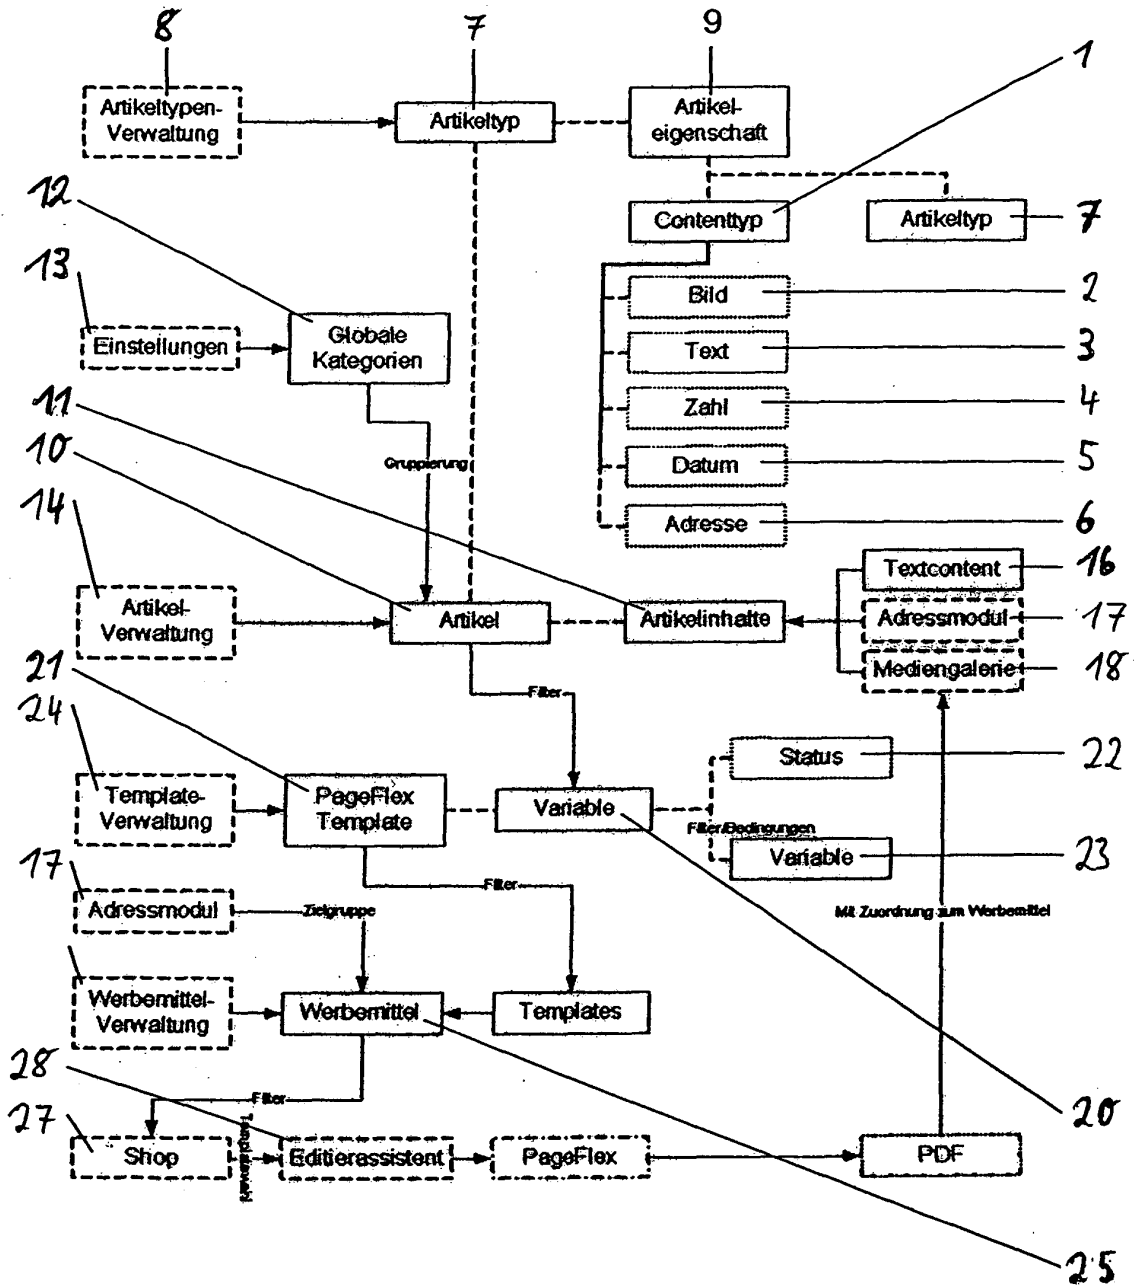 8
7
9
1
Artikeltypen-
Verwaltung
Artikeltyp
Artikel-
eigenschaft
12
Contenttyp
Artikeltyp
7
13
Bild
2
Einstellungen
Globale
Kategorien
Text
3
11
Zahl
4
10
Gruppierung
Datum
5
14
Adresse
6
Textcontent
16
Artikel-
Verwaltung
Artikel
Artikelinhalte
Adressmodul
17
21
Mediengalerie
18
Filter
24
Status
22
Template-
Verwaltung
PageFlex
Template
Variable
Filter/Bedingungen
17
Variable
23
Adressmodul
Zielgruppe
Filter
Mit Zuordnung zum Werbemittel
Werbemittel-
Verwaltung
Werbemittel
Templates
28
Filter
27
20
Shop
Templatewahl
Editierassistent
PageFlex
PDF
25